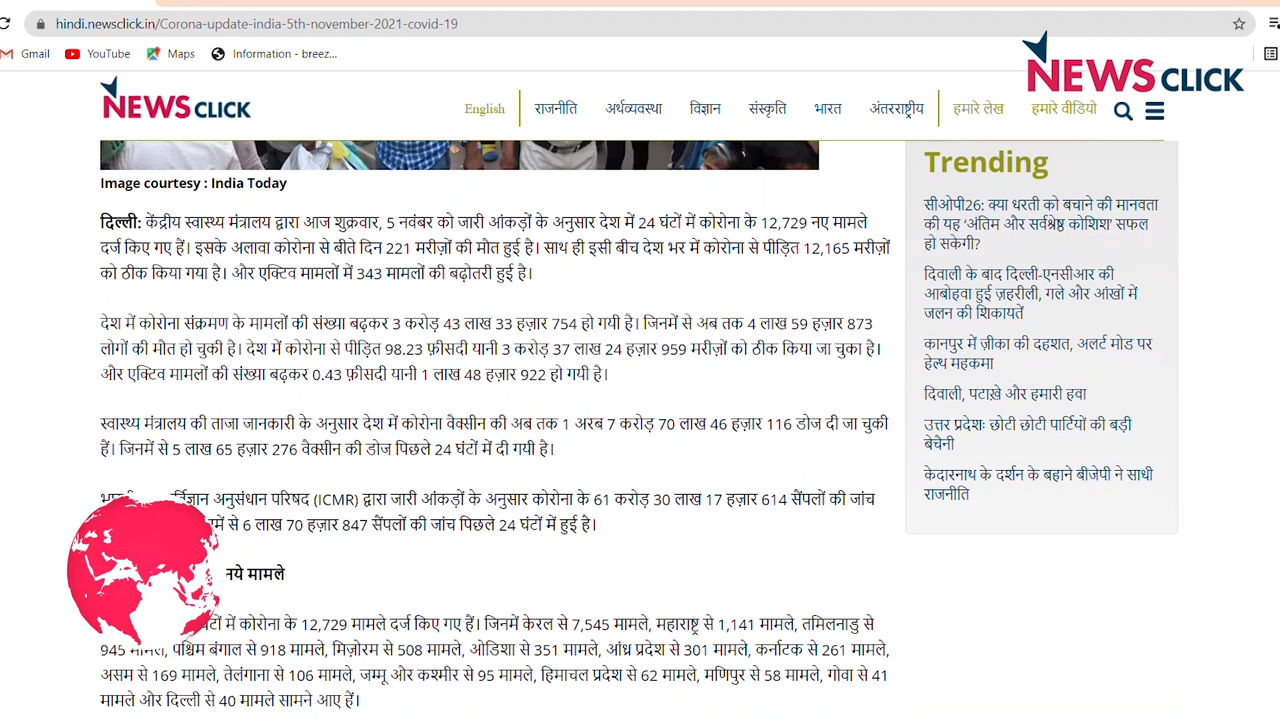 hindi.newsclick.in/Corona-update-india-5th-november-2021-covid-19
Gmail YouTube Maps Information - breez...
NEWS CLICK
NEWS CLICK
English राजनीति अर्थव्यवस्था विज्ञान संस्कृति भारत अंतरराष्ट्रीय हमारे लेख हमारे वीडियो
Image courtesy : India Today
दिल्ली: केंद्रीय स्वास्थ्य मंत्रालय द्वारा आज शुक्रवार, 5 नवंबर को जारी आंकड़ों के अनुसार देश में 24 घंटों में कोरोना के 12,729 नए मामले
दर्ज किए गए हैं। इसके अलावा कोरोना से बीते दिन 221 मरीज़ों की मौत हुई है। साथ ही इसी बीच देश भर में कोरोना से पीड़ित 12,165 मरीज़ों
को ठीक किया गया है। और एक्टिव मामलों में 343 मामलों की बढ़ोतरी हुई है।
देश में कोरोना संक्रमण के मामलों की संख्या बढ़कर 3 करोड़ 43 लाख 33 हज़ार 754 हो गयी है। जिनमें से अब तक 4 लाख 59 हज़ार 873
लोगों की मौत हो चुकी है। देश में कोरोना से पीड़ित 98.23 फ़ीसदी यानी 3 करोड़ 37 लाख 24 हज़ार 959 मरीज़ों को ठीक किया जा चुका है।
और एक्टिव मामलों की संख्या बढ़कर 0.43 फ़ीसदी यानी 1 लाख 48 हज़ार 922 हो गयी है।
स्वास्थ्य मंत्रालय की ताजा जानकारी के अनुसार देश में कोरोना वैक्सीन की अब तक 1 अरब 7 करोड़ 70 लाख 46 हज़ार 116 डोज दी जा चुकी
हैं। जिनमें से 5 लाख 65 हज़ार 276 वैक्सीन की डोज पिछले 24 घंटों में दी गयी है।
अनुसंधान परिषद (ICMR) द्वारा जारी आंकड़ों के अनुसार कोरोना के 61 करोड़ 30 लाख 17 हज़ार 614 सैंपलों की जांच
से 6 लाख 70 हज़ार 847 सैंपलों की जांच पिछले 24 घंटों में हुई है।
नये मामले
में कोरोना के 12,729 मामले दर्ज किए गए हैं। जिनमें केरल से 7,545 मामले, महाराष्ट्र से 1,141 मामले, तमिलनाडु से
945 मामले, पश्चिम बंगाल से 918 मामले, मिज़ोरम से 508 मामले, ओडिशा से 351 मामले, आंध्र प्रदेश से 301 मामले, कर्नाटक से 261 मामले,
असम से 169 मामले, तेलंगाना से 106 मामले, जम्मू और कश्मीर से 95 मामले, हिमाचल प्रदेश से 62 मामले, मणिपुर से 58 मामले, गोवा से 41
मामले और दिल्ली से 40 मामले सामने आए हैं।
Trending
सीओपी26: क्या धरती को बचाने की मानवता
की यह 'अंतिम और सर्वश्रेष्ठ कोशिश' सफल
हो सकेगी?
दिवाली के बाद दिल्ली-एनसीआर की
आबोहवा हुई ज़हरीली, गले और आंखों में
जलन की शिकायतें
कानपुर में ज़ीका की दहशत, अलर्ट मोड पर
हेल्थ महकमा
दिवाली, पटाख़े और हमारी हवा
उत्तर प्रदेशः छोटी छोटी पार्टियों की बड़ी
बेचैनी
केदारनाथ के दर्शन के बहाने बीजेपी ने साधी
राजनीति